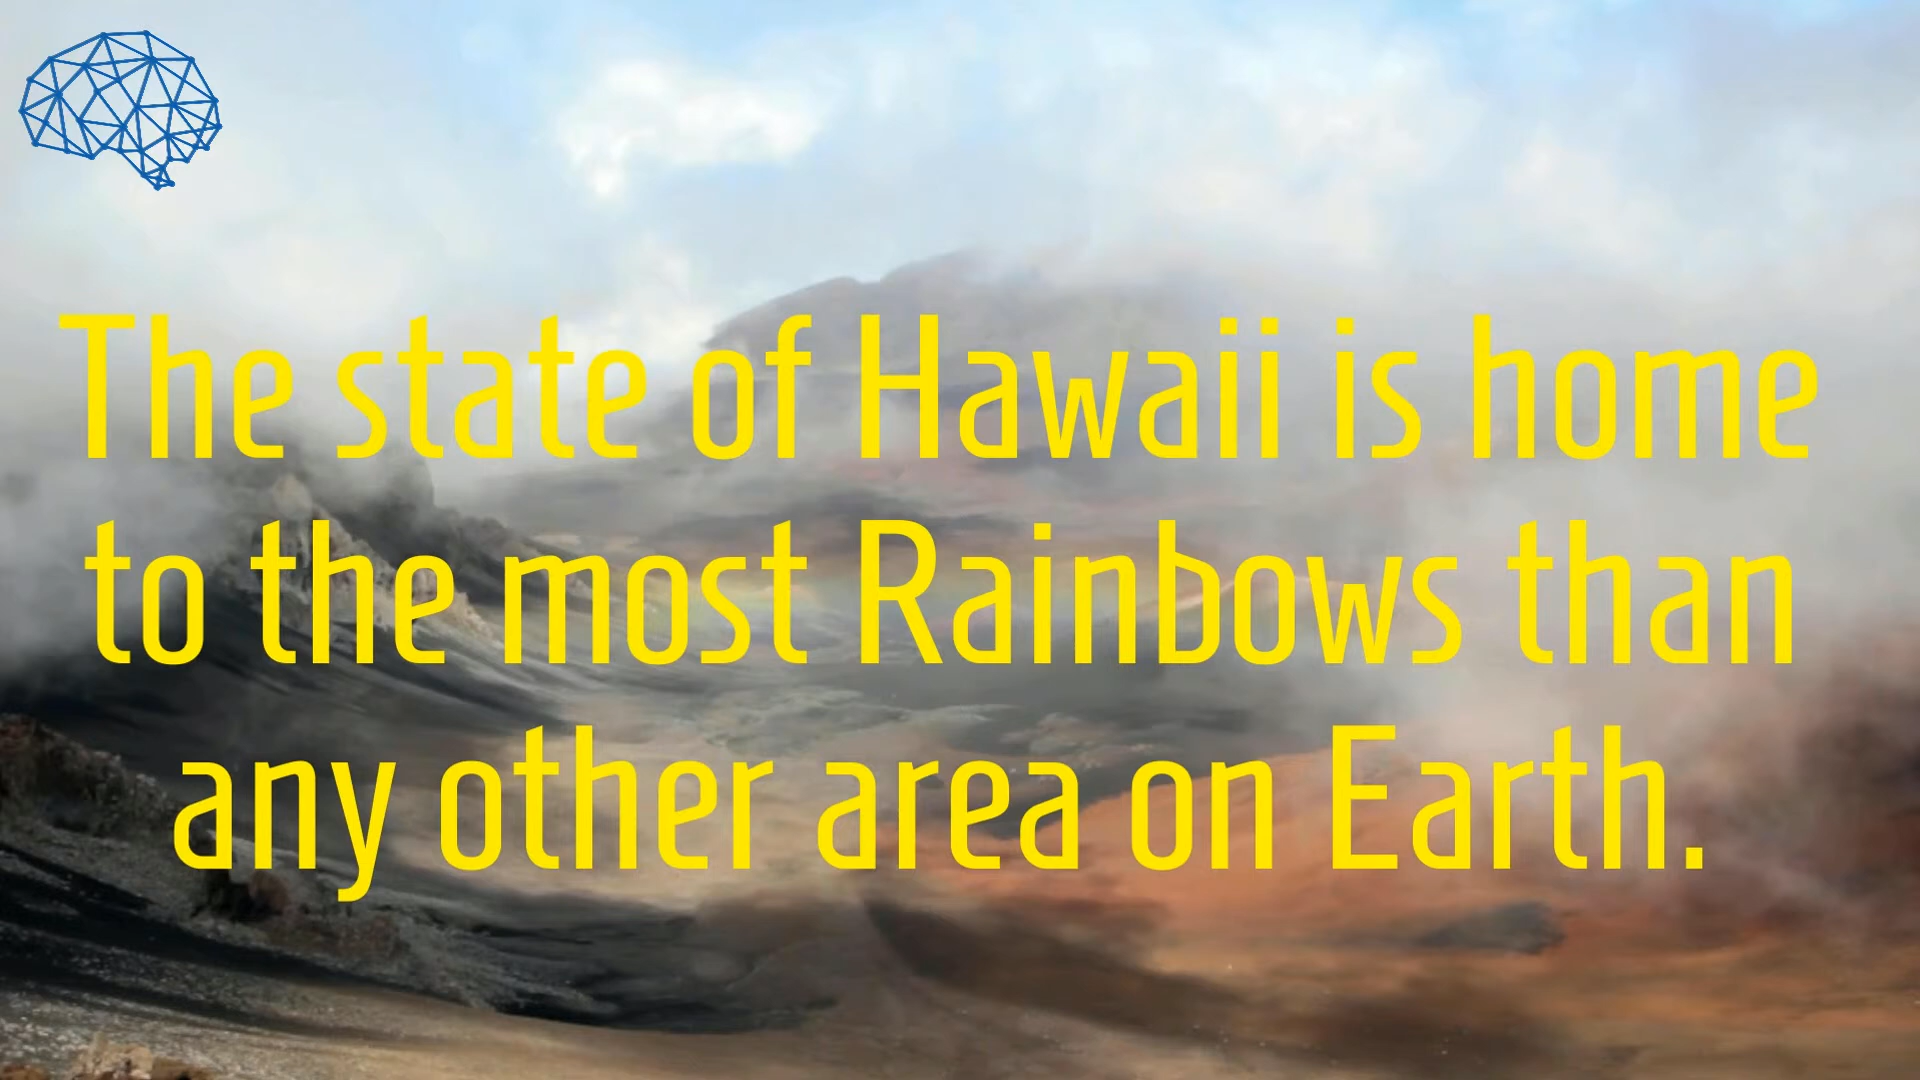 The state of Hawaii is home
to the most Rainbows than
any other area on Earth.